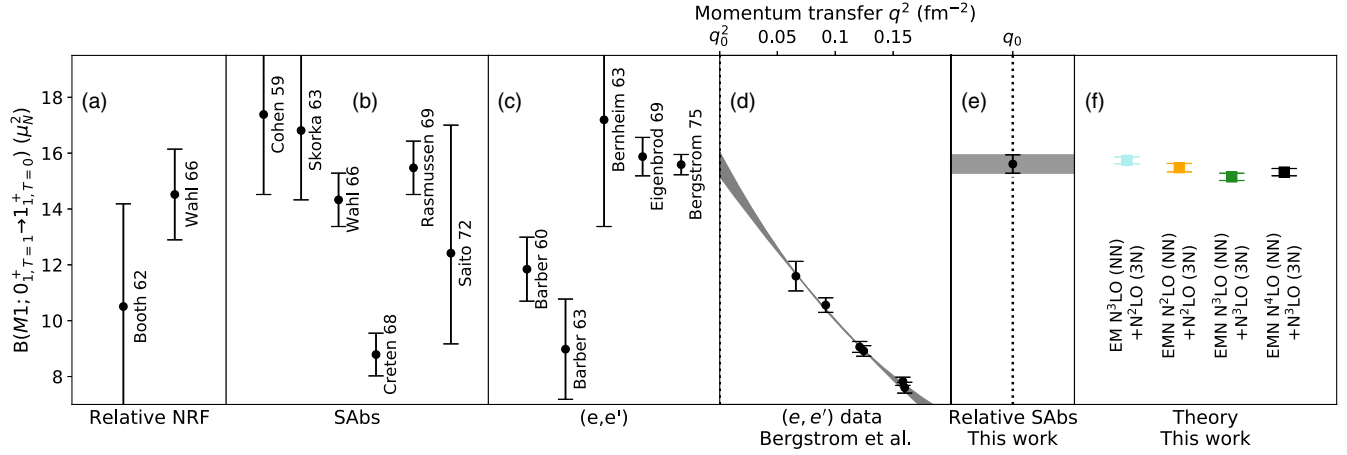 Momentum transfer q² (fm⁻²)
q₀² 0.05 0.1 0.15 q₀
B(M1; 0⁺₁,T=1→1⁺₁,T=0) (μ²N)
18
16
14
12
10
8
(a)
Booth 62
Wahl 66
Relative NRF
(b)
Cohen 59
Skorka 63
Wahl 66
Creten 68
Rasmussen 69
Saito 72
SAbs
(c)
Barber 60
Barber 63
Bernheim 63
Eigenbrod 69
Bergstrom 75
(e,e')
(d)
(e, e′) data
Bergstrom et al.
(e)
Relative SAbs
This work
(f)
EM N³LO (NN)
+N²LO (3N)
EMN N²LO (NN)
+N²LO (3N)
EMN N³LO (NN)
+N³LO (3N)
EMN N⁴LO (NN)
+N³LO (3N)
Theory
This work